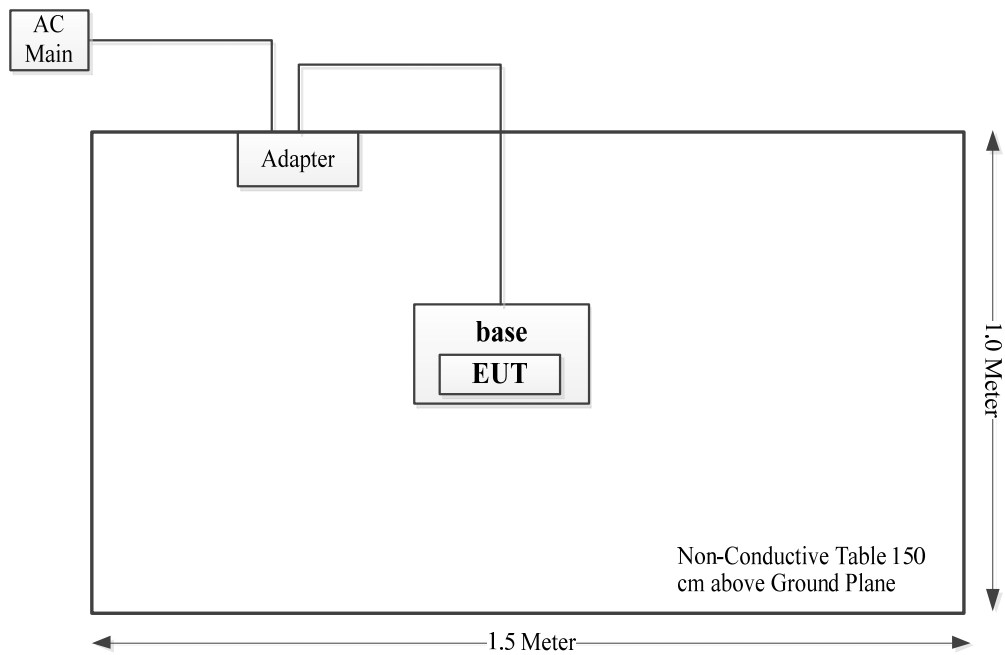 AC
Main
Adapter
base
EUT
1.0 Meter
Non-Conductive Table 150
cm above Ground Plane
1.5 Meter